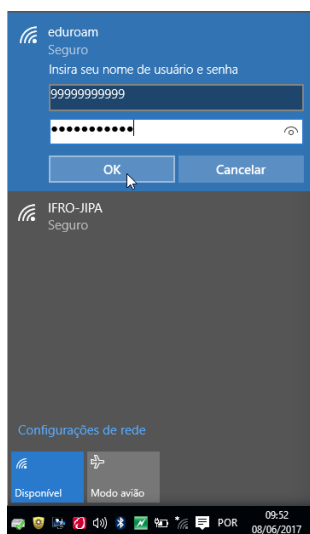 eduroam
Seguro
Insira seu nome de usuário e senha
99999999999
●●●●●●●●●●●
OK
Cancelar
IFRO-JIPA
Seguro
Configurações de rede
Disponível
Modo avião
POR
09:52
08/06/2017